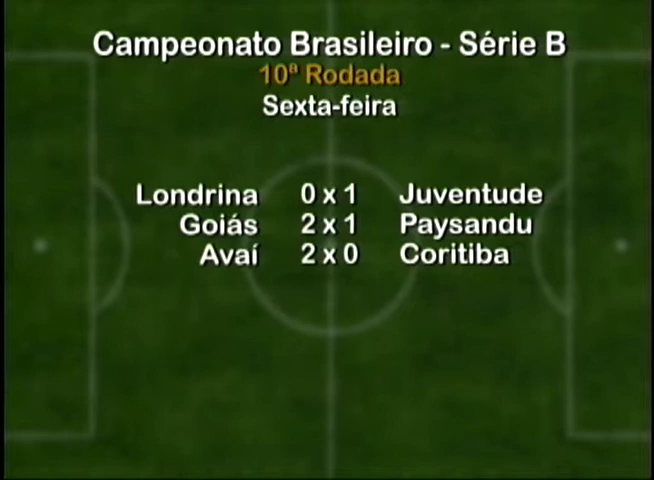 Campeonato Brasileiro - Série B
10ª Rodada
Sexta-feira
Londrina 0 x 1 Juventude
Goiás 2 x 1 Paysandu
Avaí 2 x 0 Coritiba